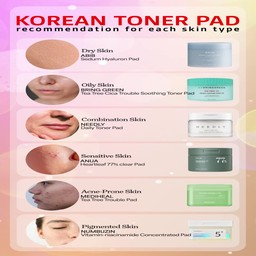 KOREAN TONER PAD
recommendation for each skin type
Dry Skin
ABIB
Sedum Hyaluron Pad
Oily Skin
BRING GREEN
Tea Tree Cica Trouble Soothing Toner Pad
Combination Skin
NEEDLY
Daily Toner Pad
NEEDLY
Sensitive Skin
ANUA
Heartleaf 77% clear Pad
Acne-Prone Skin
MEDIHEAL
Tea Tree Trouble Pad
Pigmented Skin
NUMBUZIN
Vitamin-niacinamide Concentrated Pad
5